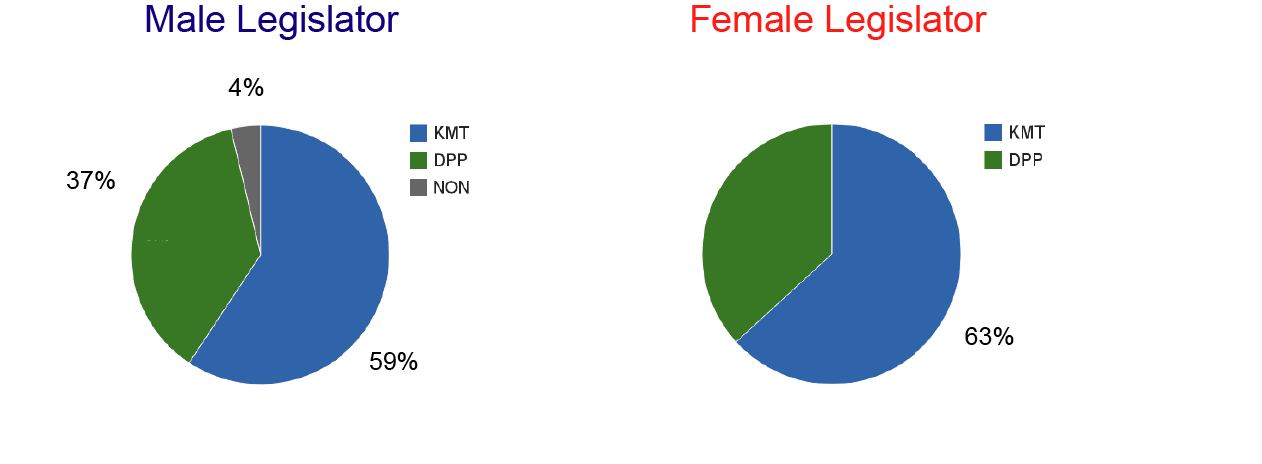 Male Legislator
4%
37%
59%
KMT
DPP
NON
Female Legislator
63%
KMT
DPP